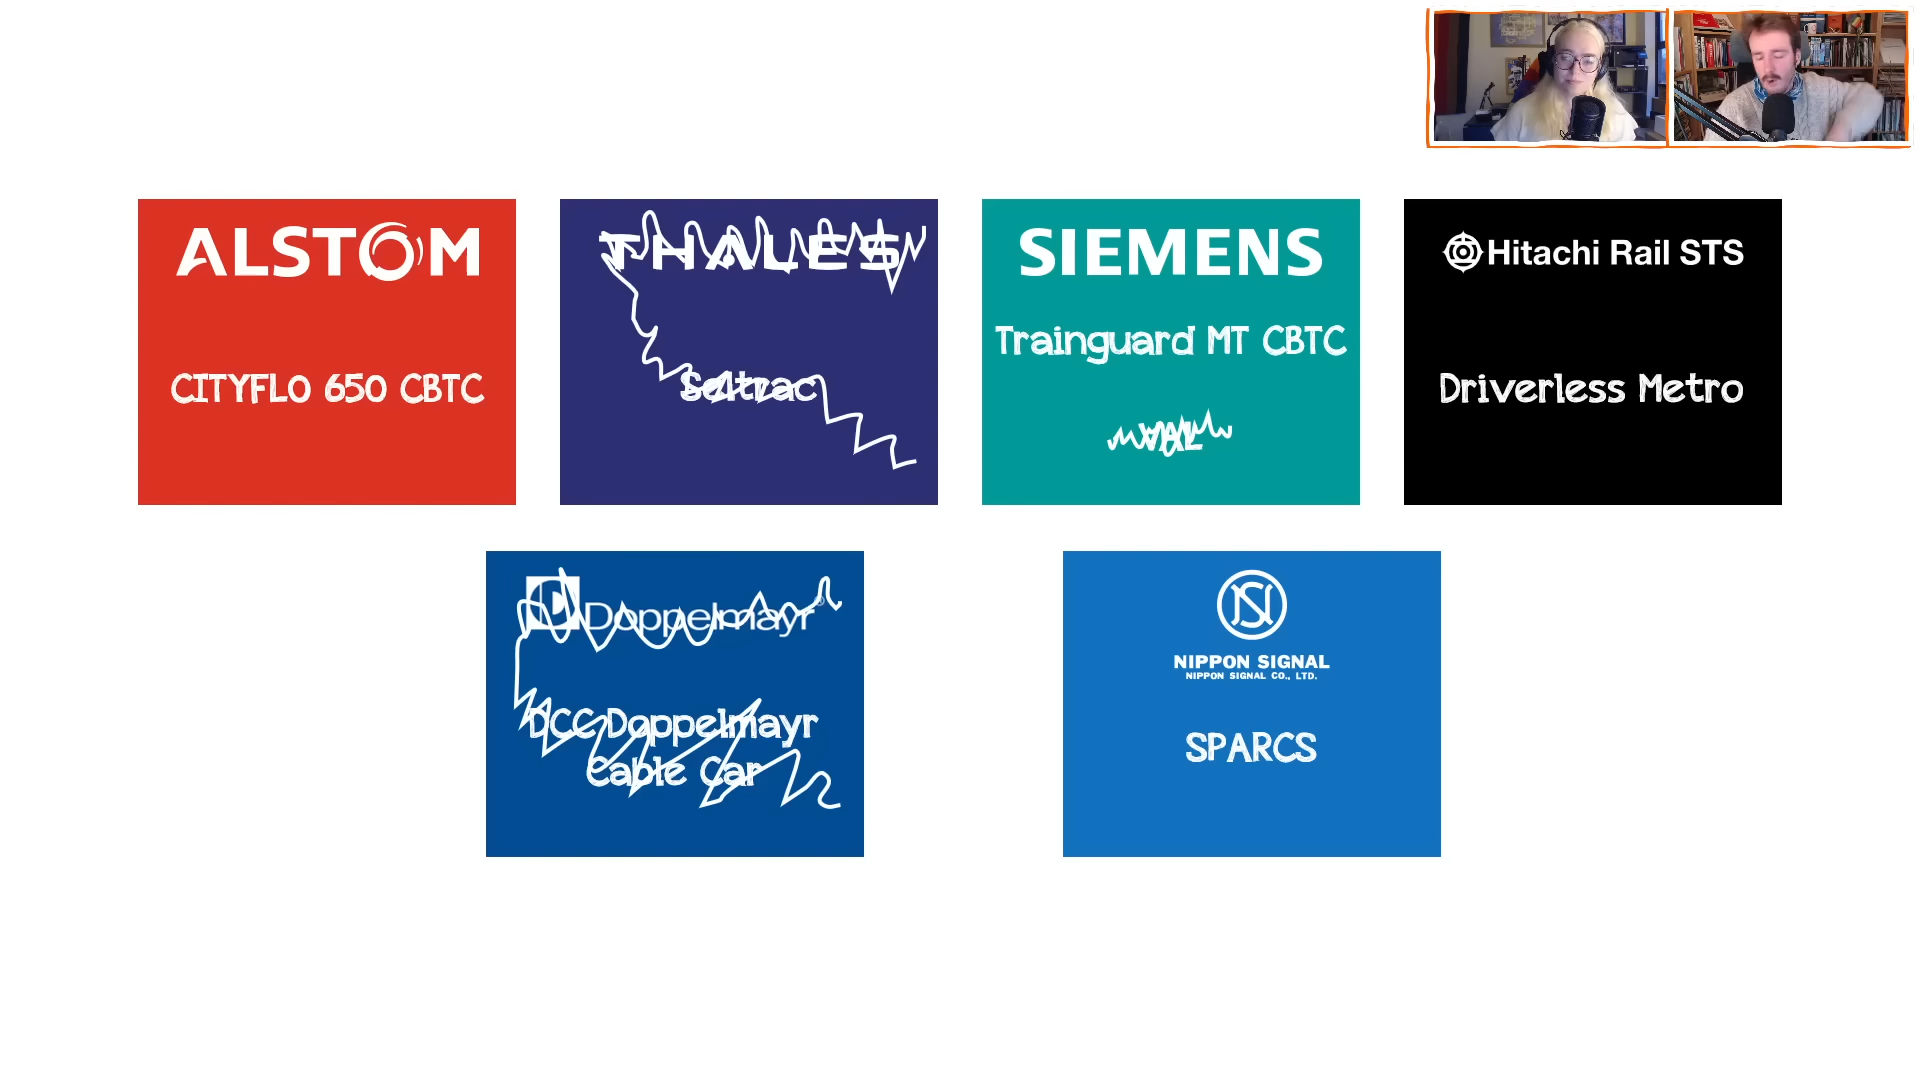 ALSTOM
CITYFLO 650 CBTC
THALES
Seltrac
SIEMENS
Trainguard MT CBTC
VAL
Hitachi Rail STS
Driverless Metro
Doppelmayr®
DCC Doppelmayr
Cable Car
NIPPON SIGNAL
NIPPON SIGNAL CO., LTD.
SPARCS